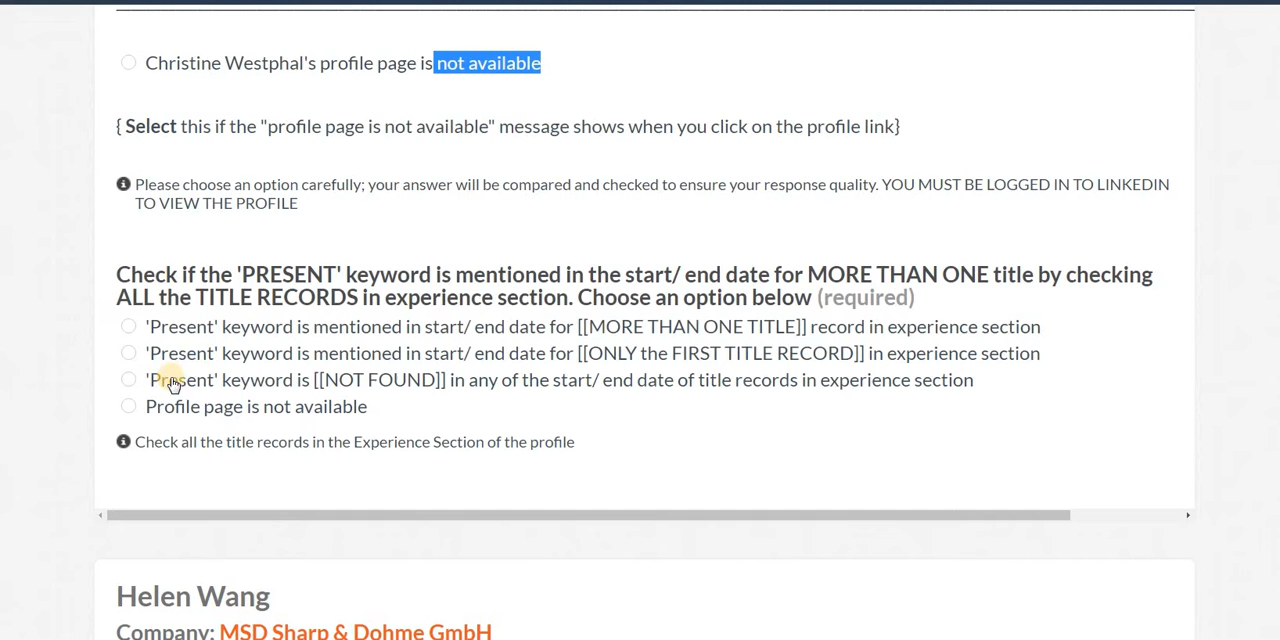 Christine Westphal's profile page is not available
{ Select this if the "profile page is not available" message shows when you click on the profile link}
Please choose an option carefully; your answer will be compared and checked to ensure your response quality. YOU MUST BE LOGGED IN TO LINKEDIN
TO VIEW THE PROFILE
Check if the 'PRESENT' keyword is mentioned in the start/ end date for MORE THAN ONE title by checking
ALL the TITLE RECORDS in experience section. Choose an option below (required)
'Present' keyword is mentioned in start/ end date for [[MORE THAN ONE TITLE]] record in experience section
'Present' keyword is mentioned in start/ end date for [[ONLY the FIRST TITLE RECORD]] in experience section
'Present' keyword is [[NOT FOUND]] in any of the start/ end date of title records in experience section
Profile page is not available
Check all the title records in the Experience Section of the profile
Helen Wang
Company: MSD Sharp & Dohme GmbH